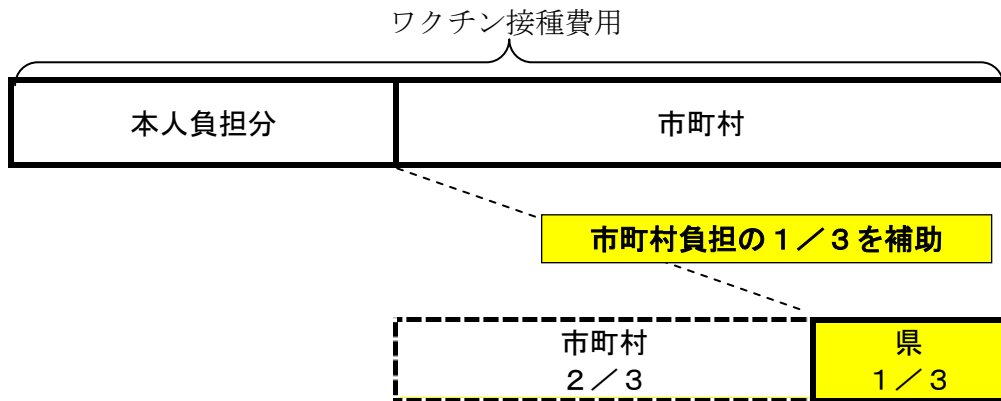 ワクチン接種費用
本人負担分
市町村
市町村負担の1/3を補助
市町村
2/3
県
1/3